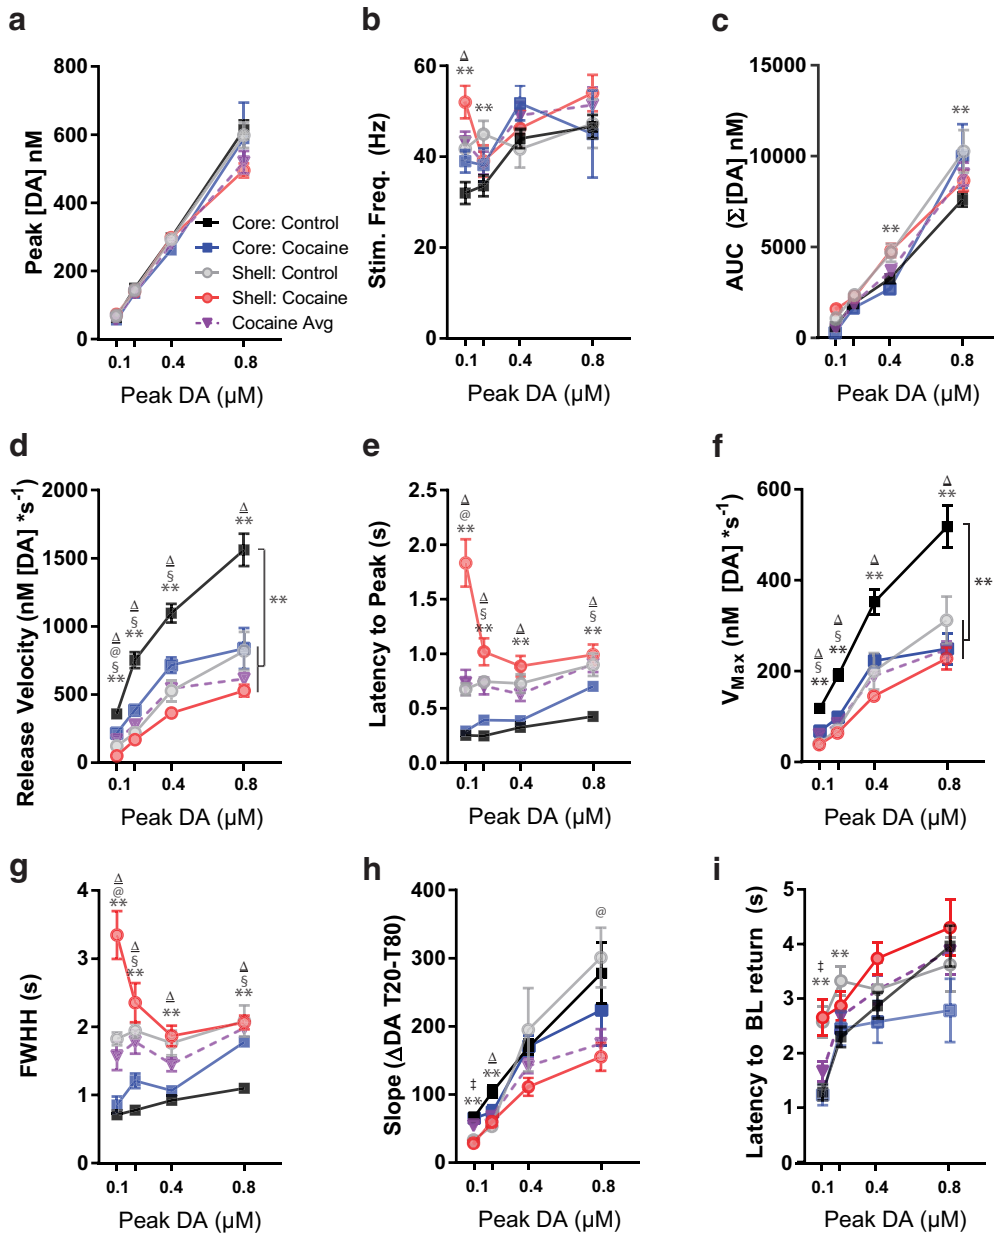 a
Peak [DA] nM
800
600
400
200
0
0.1
0.4
0.8
Peak DA (µM)
Core: Control
Core: Cocaine
Shell: Control
Shell: Cocaine
Cocaine Avg
b
Stim. Freq. (Hz)
60
40
20
0
Δ
**
**
0.1
0.4
0.8
Peak DA (µM)
c
AUC (Σ[DA] nM)
15000
10000
5000
0
**
**
0.1
0.4
0.8
Peak DA (µM)
d
Release Velocity (nM [DA] *s-1)
2000
1500
1000
500
0
Δ
@
§
**
Δ
§
**
Δ
§
**
Δ
**
**
0.1
0.4
0.8
Peak DA (µM)
e
Latency to Peak (s)
2.5
2.0
1.5
1.0
0.5
0.0
Δ
@
**
Δ
§
**
Δ
**
Δ
§
**
0.1
0.4
0.8
Peak DA (µM)
f
VMax (nM [DA] *s-1)
600
400
200
0
Δ
§
**
Δ
§
**
Δ
**
Δ
**
**
0.1
0.4
0.8
Peak DA (µM)
g
FWHH (s)
4
3
2
1
0
Δ
@
**
Δ
§
**
Δ
**
Δ
§
**
0.1
0.4
0.8
Peak DA (µM)
h
Slope (ΔDA T20-T80)
400
300
200
100
0
‡
**
Δ
**
@
0.1
0.4
0.8
Peak DA (µM)
i
Latency to BL return (s)
5
4
3
2
1
0
‡
**
**
0.1
0.4
0.8
Peak DA (µM)